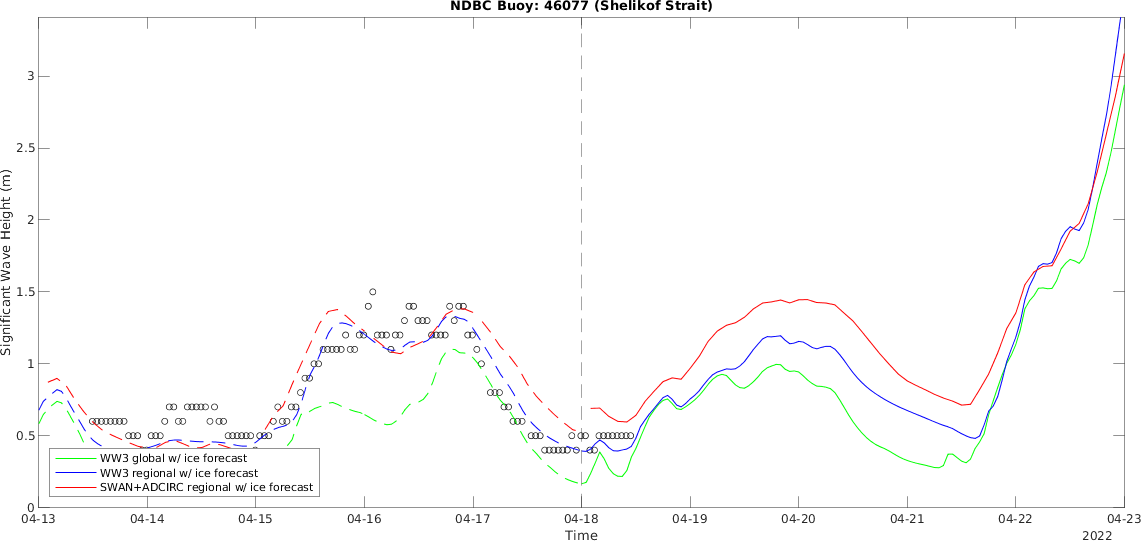 NDBC Buoy: 46077 (Shelikof Strait)
Significant Wave Height (m)
3
2.5
2
1.5
1
0.5
0
WW3 global w/ ice forecast
WW3 regional w/ ice forecast
SWAN+ADCIRC regional w/ ice forecast
04-13 04-14 04-15 04-16 04-17 04-18 04-19 04-20 04-21 04-22 04-23
Time
2022